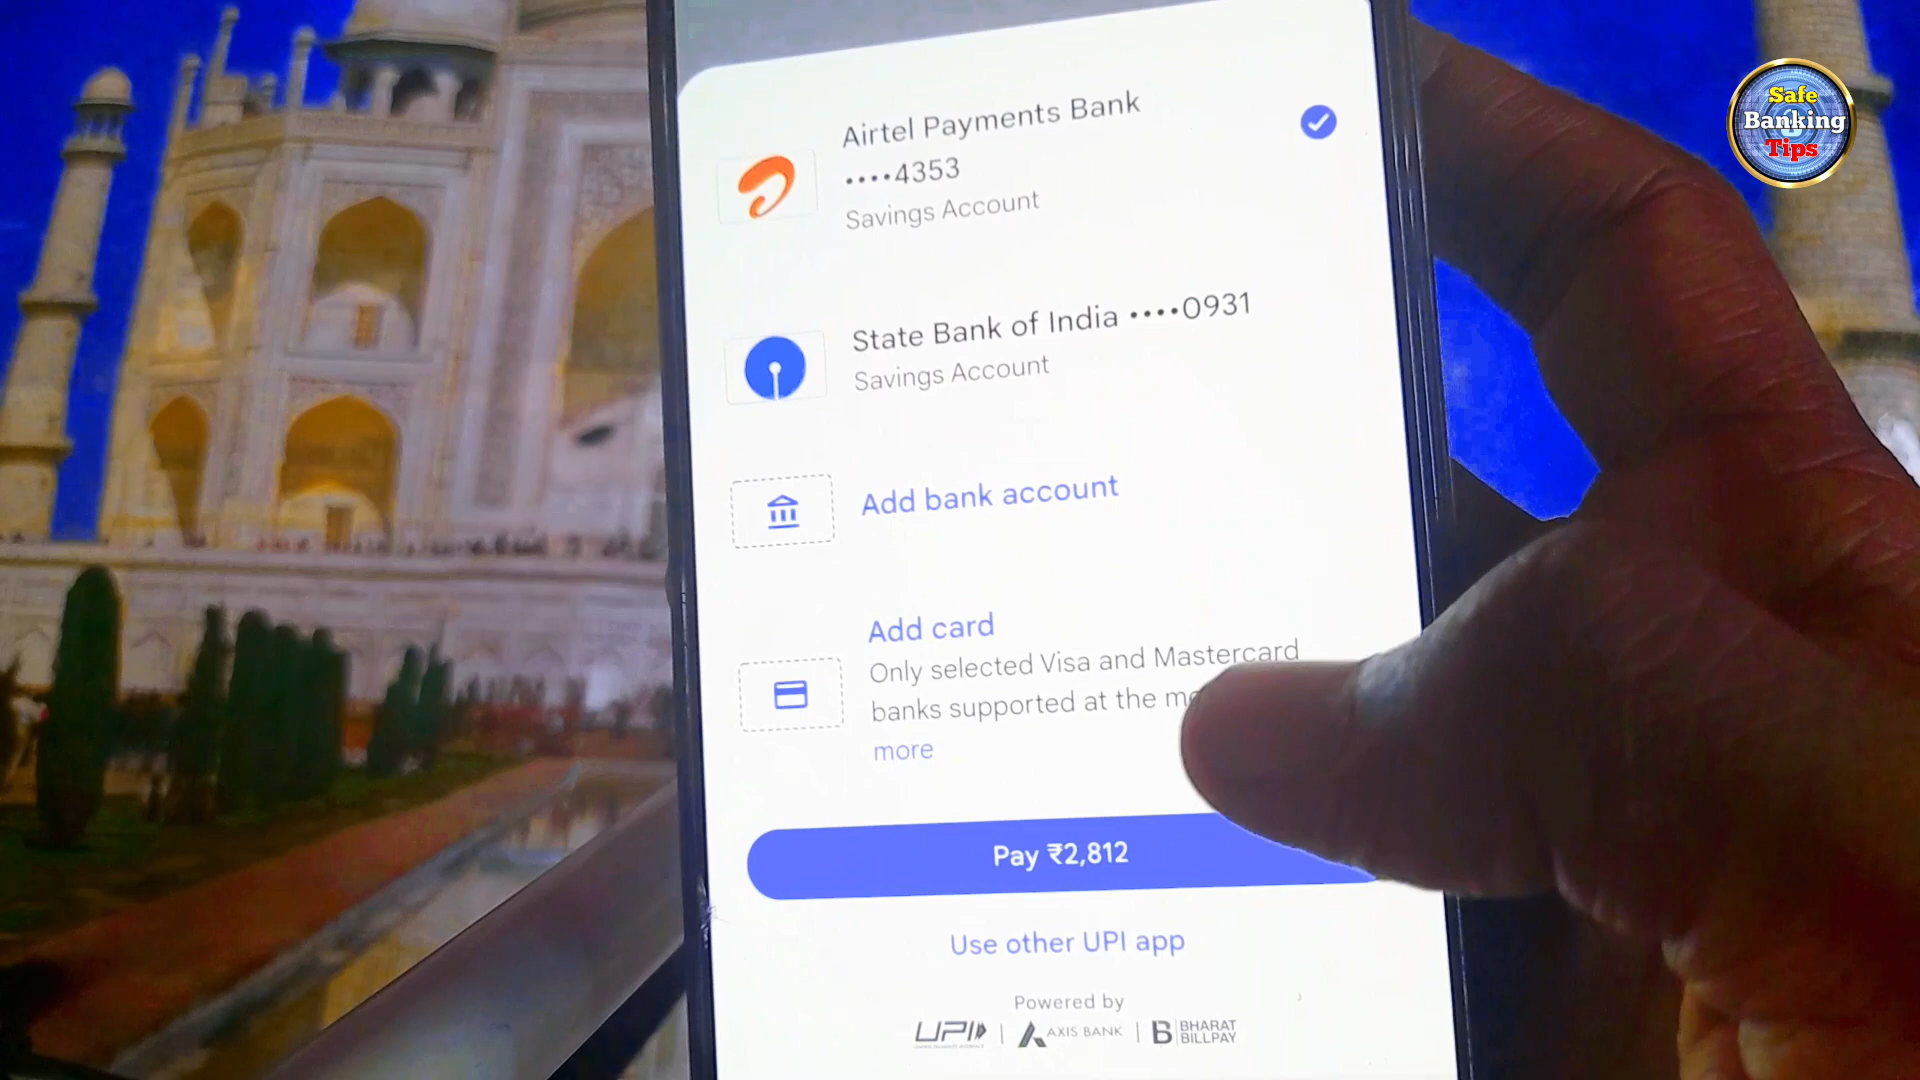 Safe
Banking
Tips
Airtel Payments Bank
••••4353
Savings Account
State Bank of India ••••0931
Savings Account
Add bank account
Add card
Only selected Visa and Mastercard
banks supported at the
more
Pay ₹2,812
Use other UPI app
Powered by
UPI | AXIS BANK | BHARAT
BILLPAY